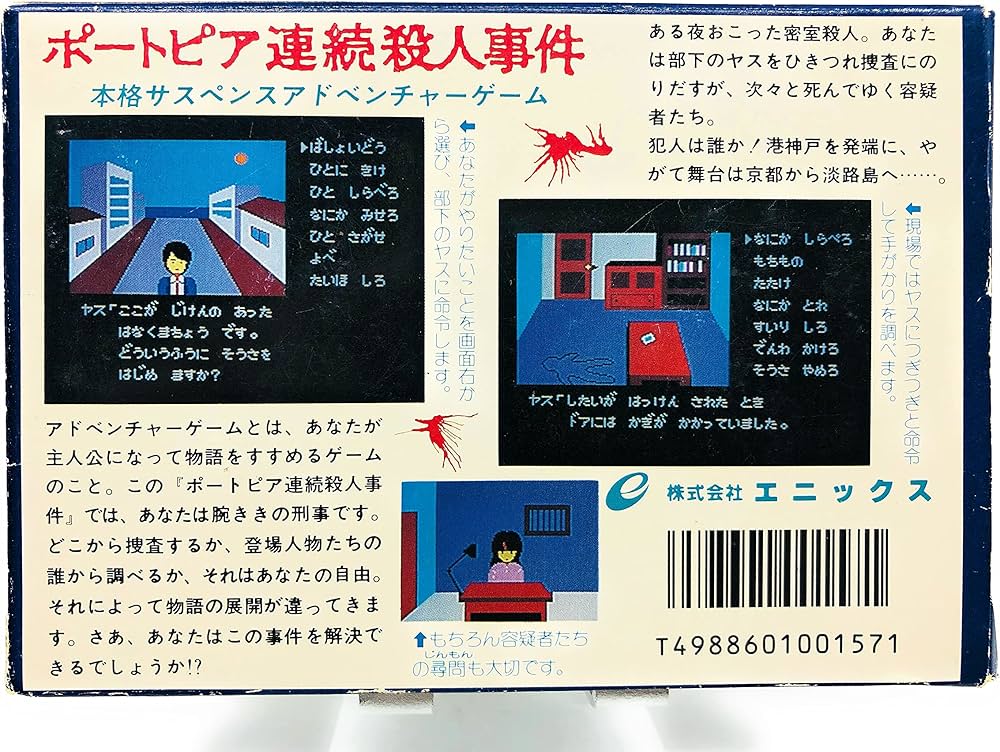 ポートピア連続殺人事件
本格サスペンスアドベンチャーゲーム
ある夜おこった密室殺人。あなた
は部下のヤスをひきつれ捜査にの
りだすが、次々と死んでゆく容疑
者たち。
犯人は誰か！港神戸を発端に、や
がて舞台は京都から淡路島へ……。
ばしょいどう
ひとに きけ
ひと しらべろ
なにか みせろ
ひと さがせ
よべ
たいほ しろ
ヤス「ここが じけんの あった
はなくまちょう です。
どういうふうに そうさを
はじめ ますか?
⬅あなたがやりたいことを画面右か
ら選び、部下のヤスに命令します。
なにか しらべろ
もちもの
たたけ
なにか とれ
すいり しろ
でんわ かけろ
そうさ やめろ
ヤス「したいが はっけん された とき
ドアには かぎが かかっていました。
⬅現場ではヤスにつぎつぎと命令
して手がかりを調べます。
アドベンチャーゲームとは、あなたが
主人公になって物語をすすめるゲーム
のこと。この『ポートピア連続殺人事
件』では、あなたは腕ききの刑事です。
どこから捜査するか、登場人物たちの
誰から調べるか、それはあなたの自由。
それによって物語の展開が違ってきま
す。さあ、あなたはこの事件を解決で
きるでしょうか!?
⬆もちろん容疑者たち
じんもん
の尋問も大切です。
e 株式会社 エニックス
T4988601001571